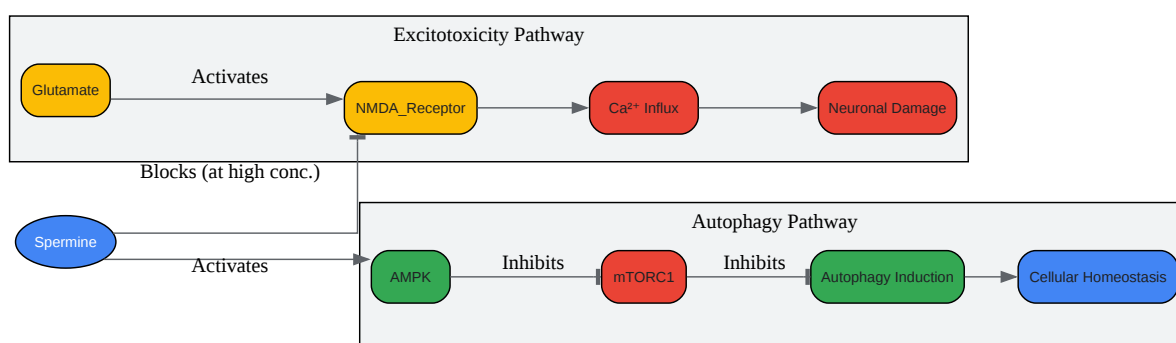 Excitotoxicity Pathway
Glutamate
Activates
NMDA_Receptor
Ca²⁺ Influx
Neuronal Damage
Blocks (at high conc.)
Spermine
Activates
Autophagy Pathway
AMPK
Inhibits
mTORC1
Inhibits
Autophagy Induction
Cellular Homeostasis